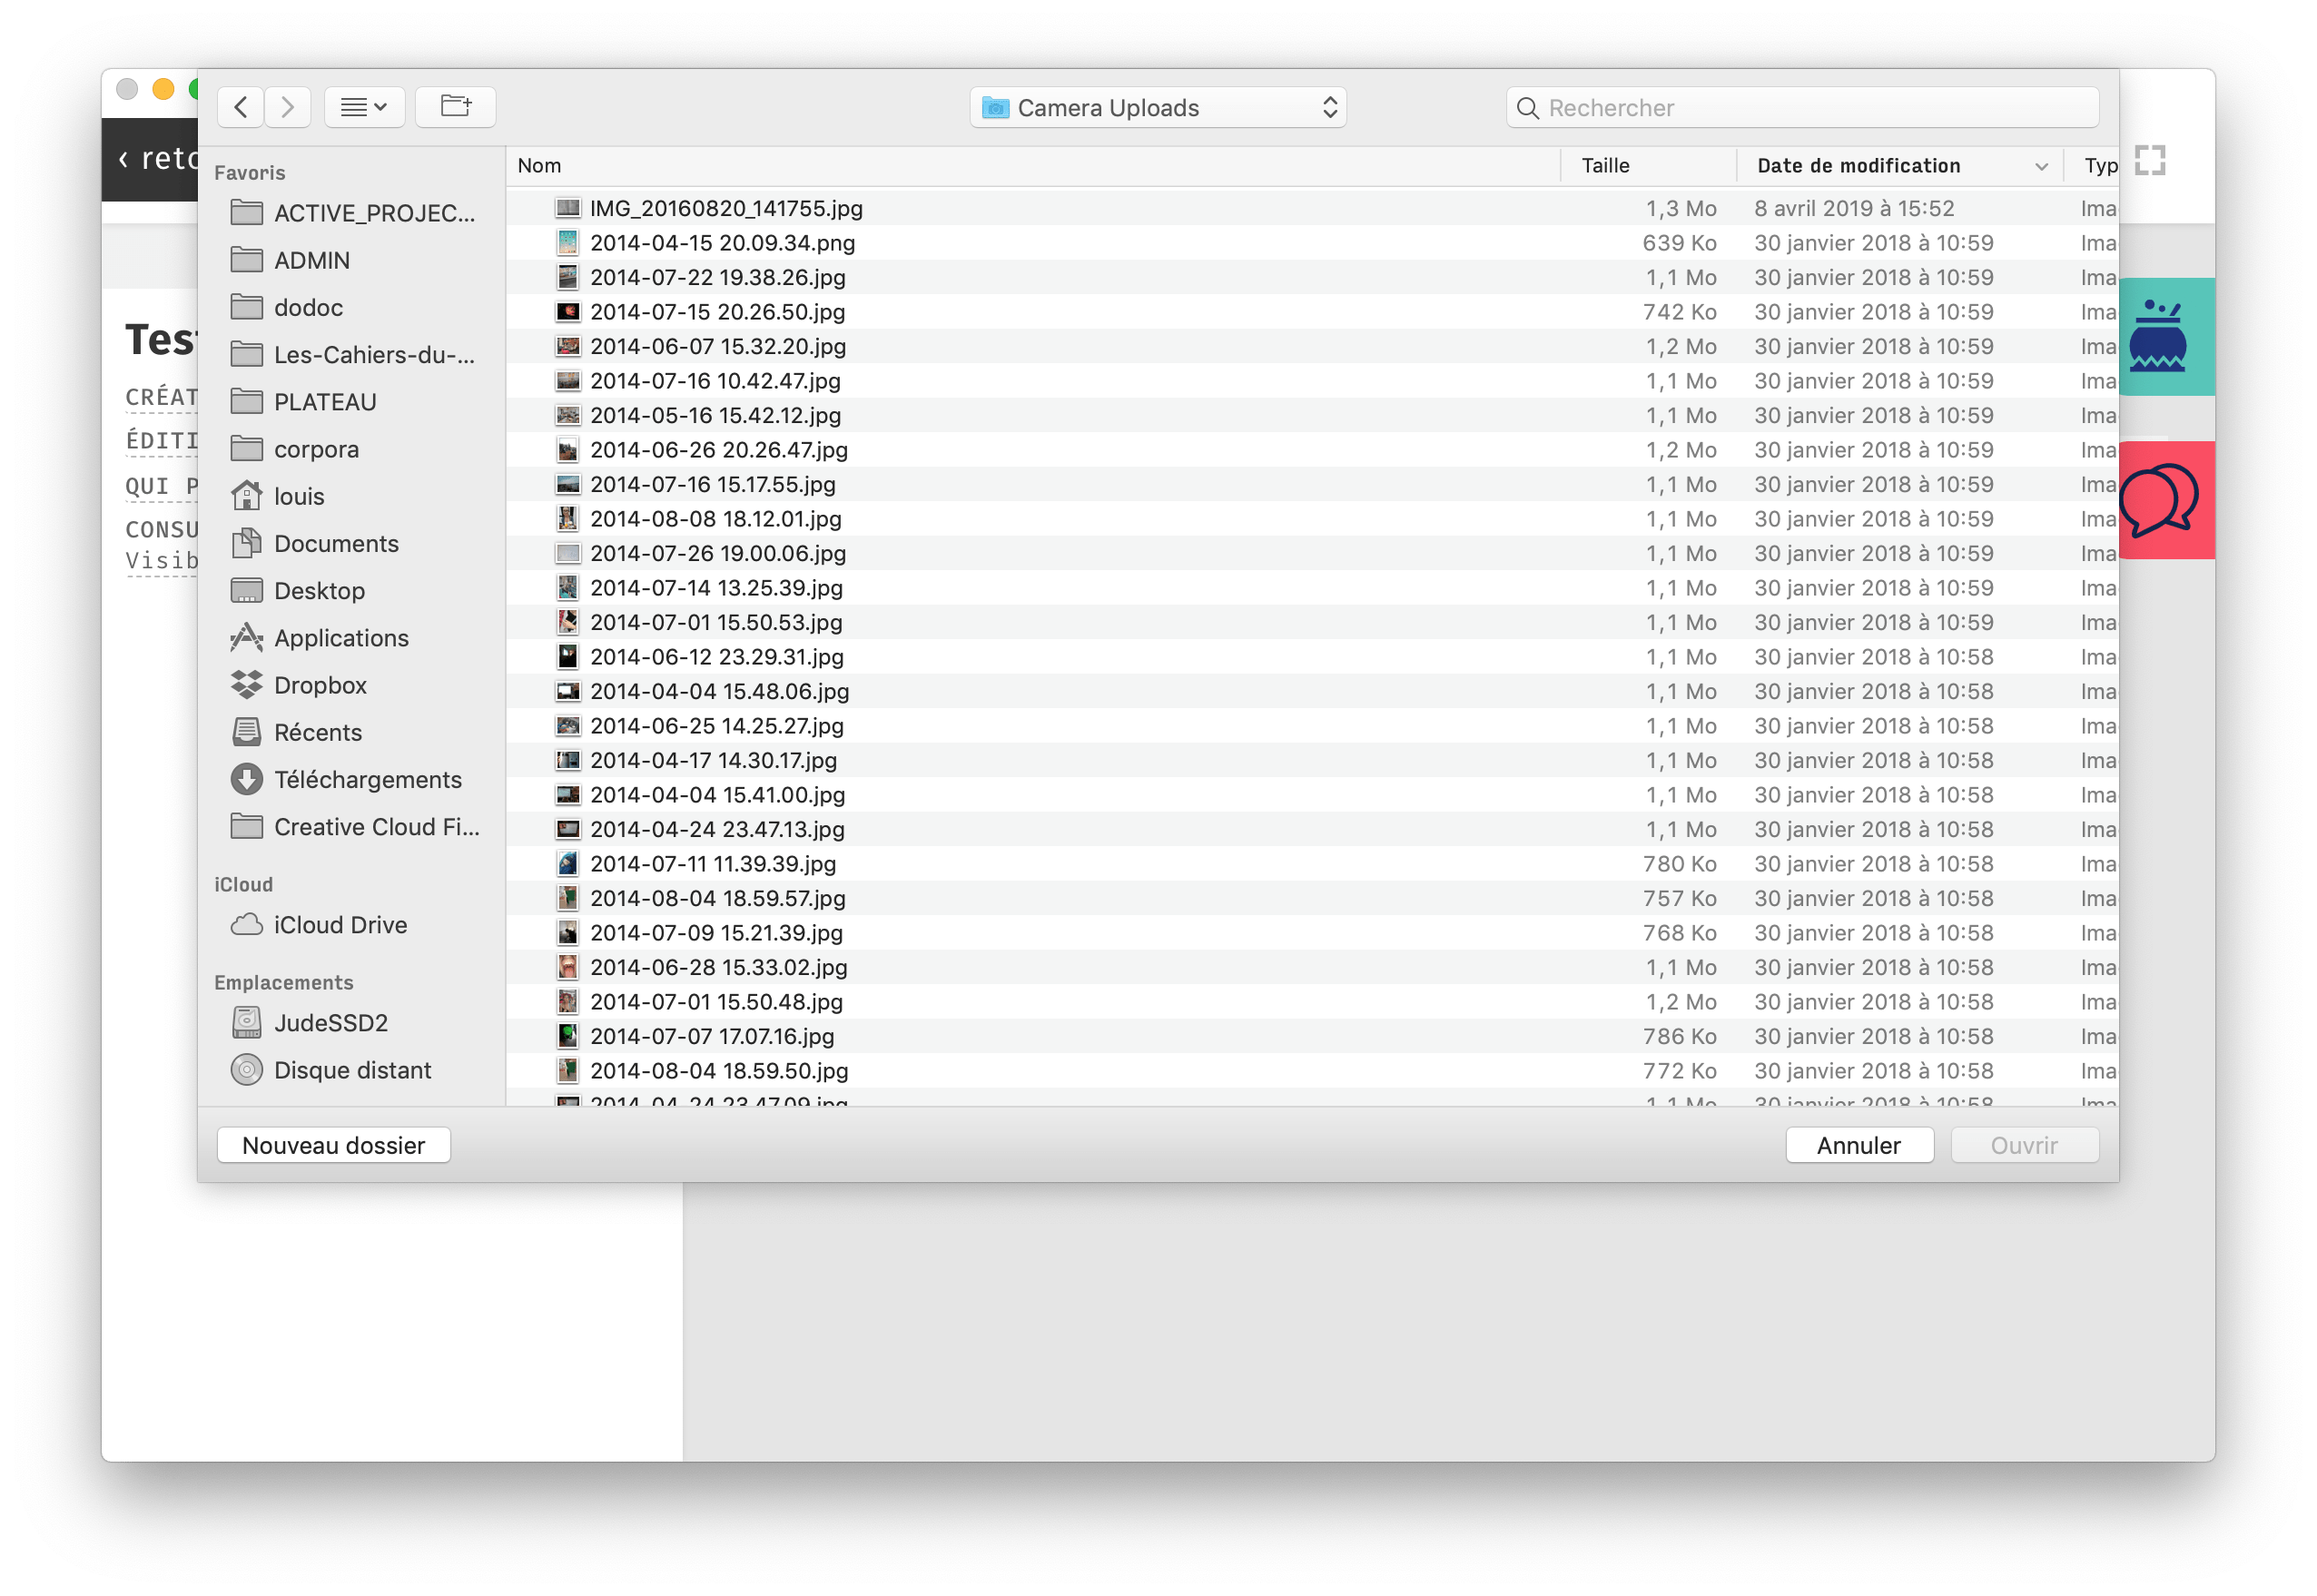 Camera Uploads
Rechercher
‹ reto
Tes
CRÉAT
ÉDITI
QUI P
CONSU
Visib
Favoris
ACTIVE_PROJEC...
ADMIN
dodoc
Les-Cahiers-du-...
PLATEAU
corpora
louis
Documents
Desktop
Applications
Dropbox
Récents
Téléchargements
Creative Cloud Fi...
iCloud
iCloud Drive
Emplacements
JudeSSD2
Disque distant
Nom Taille Date de modification Typ
IMG_20160820_141755.jpg 1,3 Mo 8 avril 2019 à 15:52 Ima
2014-04-15 20.09.34.png 639 Ko 30 janvier 2018 à 10:59 Ima
2014-07-22 19.38.26.jpg 1,1 Mo 30 janvier 2018 à 10:59 Ima
2014-07-15 20.26.50.jpg 742 Ko 30 janvier 2018 à 10:59 Ima
2014-06-07 15.32.20.jpg 1,2 Mo 30 janvier 2018 à 10:59 Ima
2014-07-16 10.42.47.jpg 1,1 Mo 30 janvier 2018 à 10:59 Ima
2014-05-16 15.42.12.jpg 1,1 Mo 30 janvier 2018 à 10:59 Ima
2014-06-26 20.26.47.jpg 1,2 Mo 30 janvier 2018 à 10:59 Ima
2014-07-16 15.17.55.jpg 1,1 Mo 30 janvier 2018 à 10:59 Ima
2014-08-08 18.12.01.jpg 1,1 Mo 30 janvier 2018 à 10:59 Ima
2014-07-26 19.00.06.jpg 1,1 Mo 30 janvier 2018 à 10:59 Ima
2014-07-14 13.25.39.jpg 1,1 Mo 30 janvier 2018 à 10:59 Ima
2014-07-01 15.50.53.jpg 1,1 Mo 30 janvier 2018 à 10:59 Ima
2014-06-12 23.29.31.jpg 1,1 Mo 30 janvier 2018 à 10:58 Ima
2014-04-04 15.48.06.jpg 1,1 Mo 30 janvier 2018 à 10:58 Ima
2014-06-25 14.25.27.jpg 1,1 Mo 30 janvier 2018 à 10:58 Ima
2014-04-17 14.30.17.jpg 1,1 Mo 30 janvier 2018 à 10:58 Ima
2014-04-04 15.41.00.jpg 1,1 Mo 30 janvier 2018 à 10:58 Ima
2014-04-24 23.47.13.jpg 1,1 Mo 30 janvier 2018 à 10:58 Ima
2014-07-11 11.39.39.jpg 780 Ko 30 janvier 2018 à 10:58 Ima
2014-08-04 18.59.57.jpg 757 Ko 30 janvier 2018 à 10:58 Ima
2014-07-09 15.21.39.jpg 768 Ko 30 janvier 2018 à 10:58 Ima
2014-06-28 15.33.02.jpg 1,1 Mo 30 janvier 2018 à 10:58 Ima
2014-07-01 15.50.48.jpg 1,2 Mo 30 janvier 2018 à 10:58 Ima
2014-07-07 17.07.16.jpg 786 Ko 30 janvier 2018 à 10:58 Ima
2014-08-04 18.59.50.jpg 772 Ko 30 janvier 2018 à 10:58 Ima
2014-04-24 23.47.09.jpg 1,1 Mo 30 janvier 2018 à 10:58 Ima
Nouveau dossier
Annuler
Ouvrir